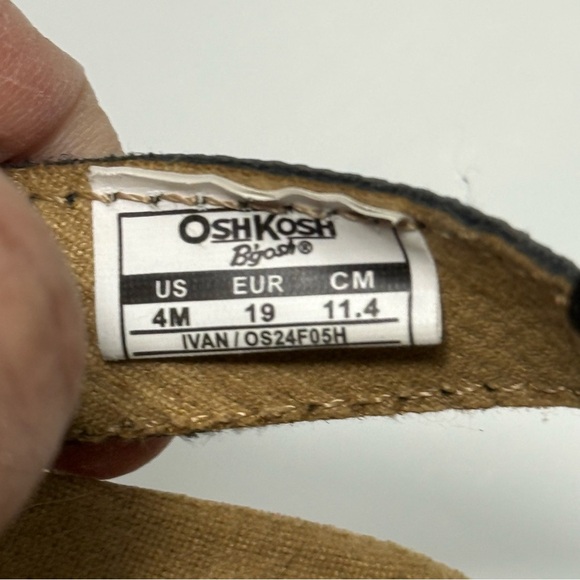 OSHKOSH
B'gosh®
US EUR CM
4M 19 11.4
IVAN / OS24F05H